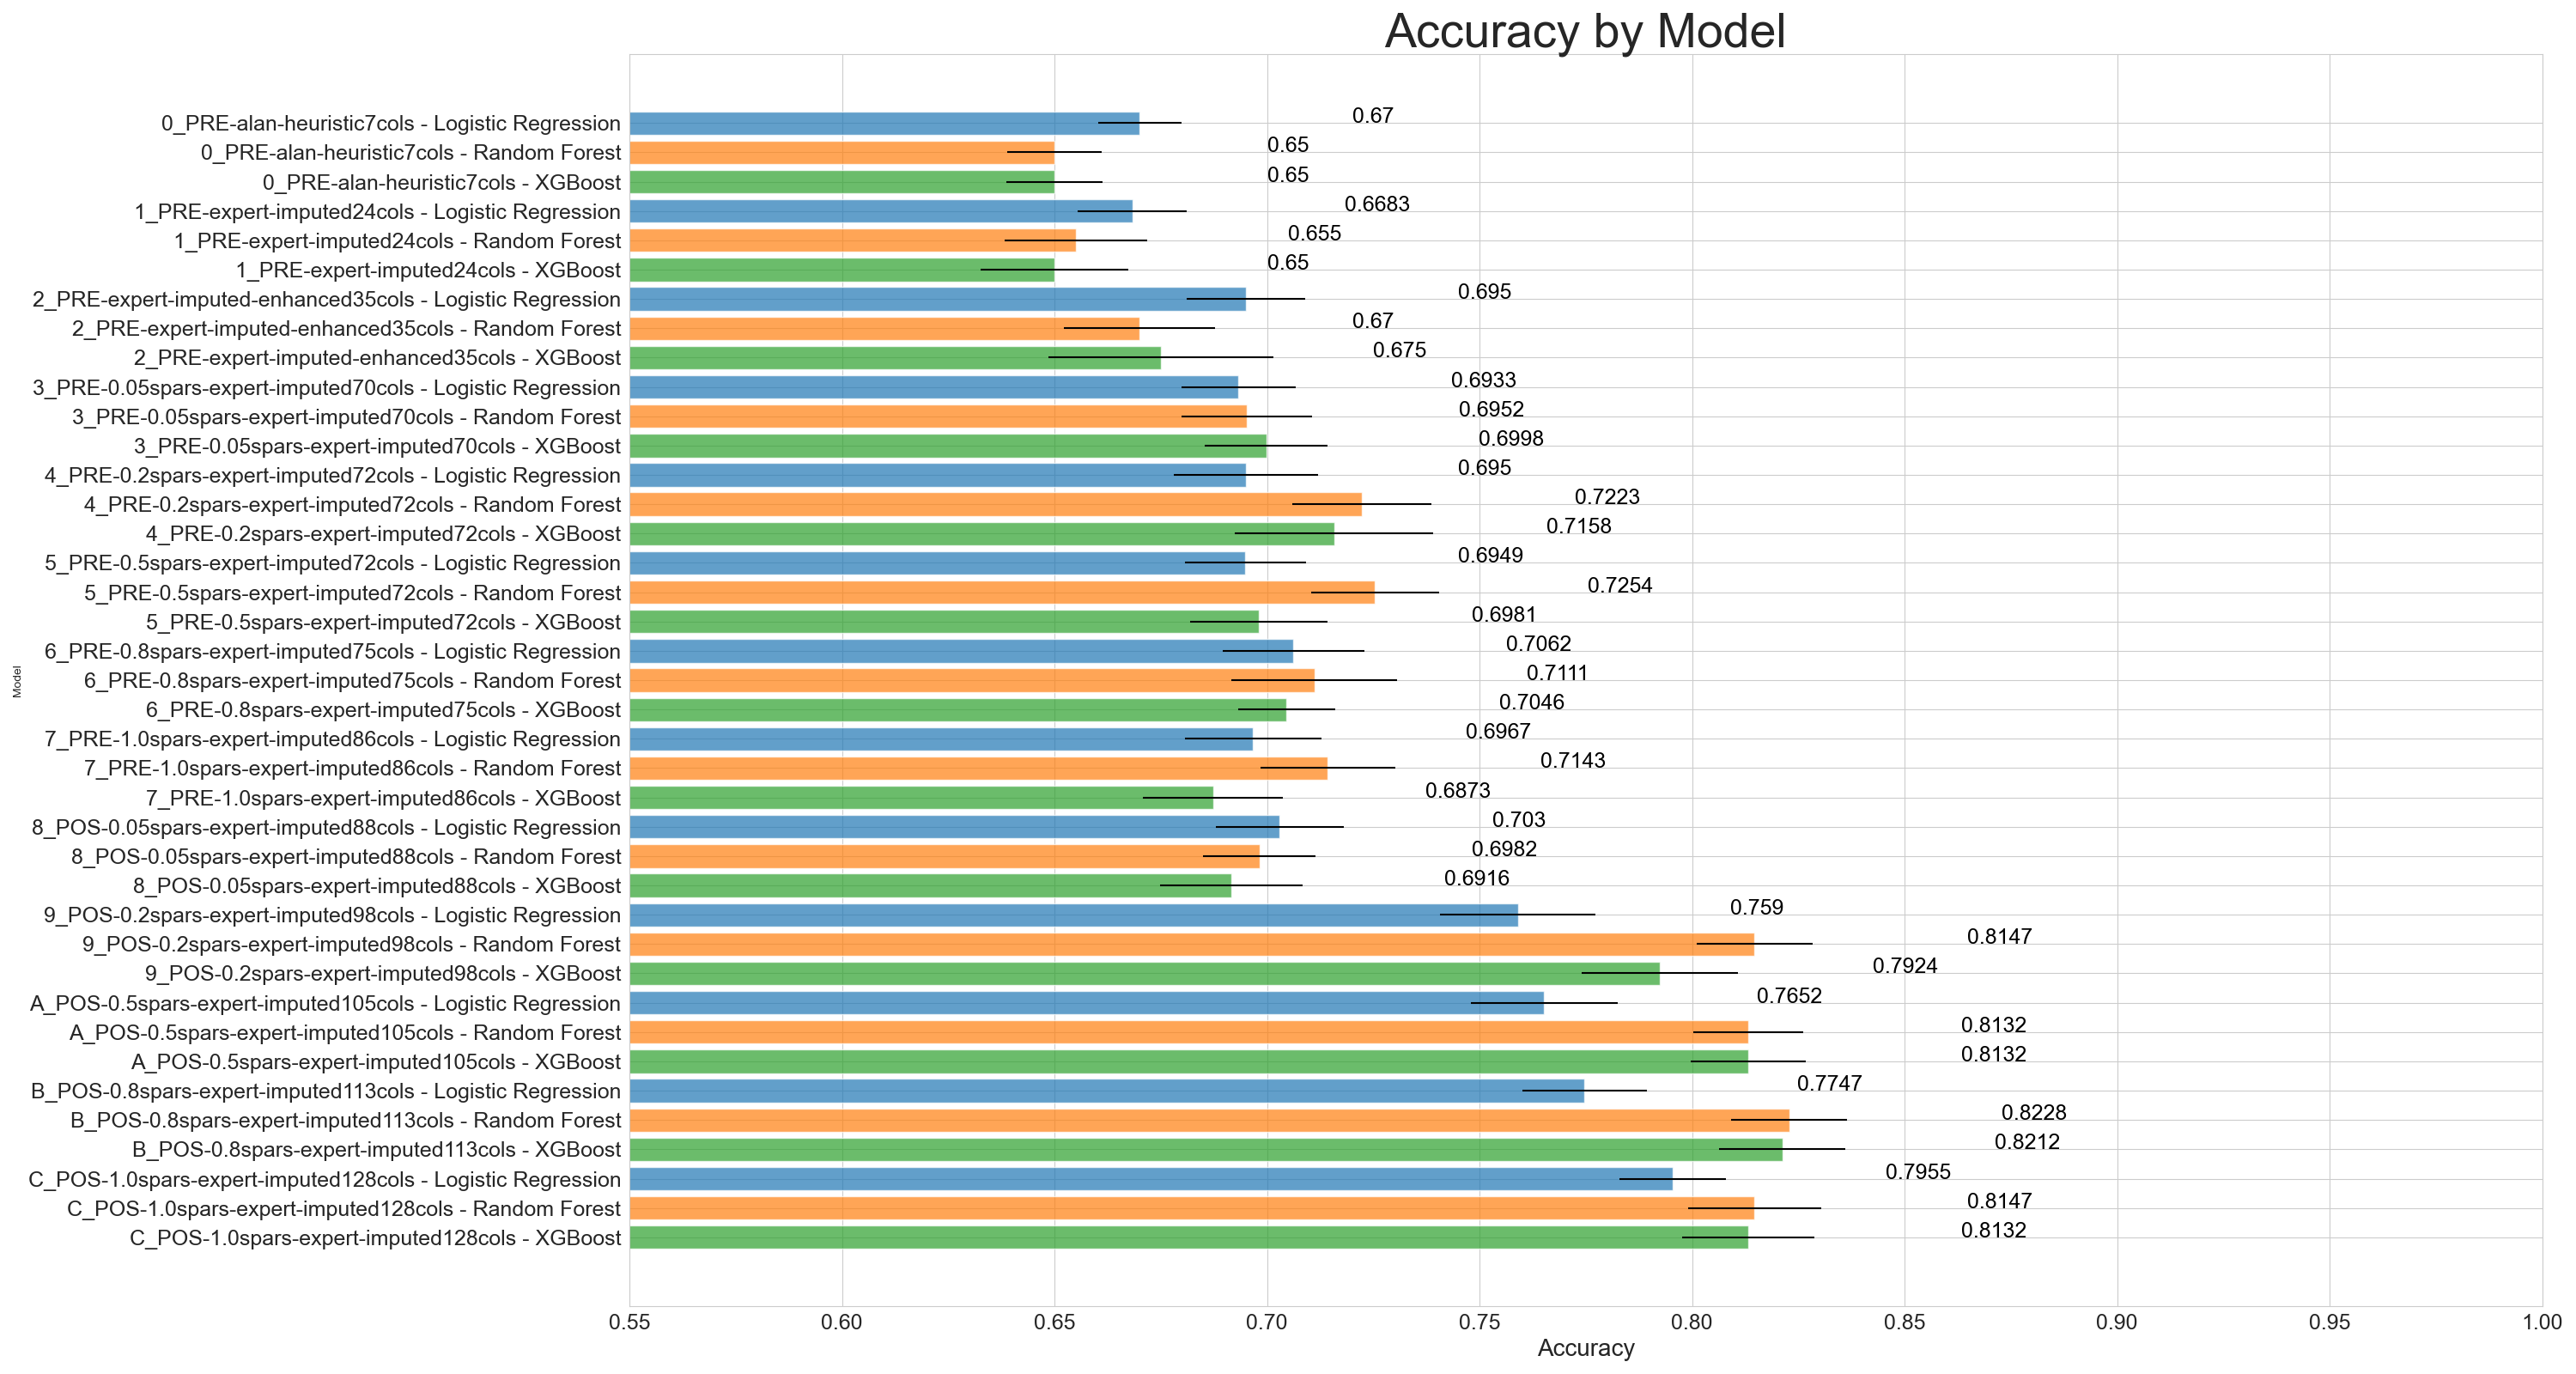 Accuracy by Model
0_PRE-alan-heuristic7cols - Logistic Regression 0.67
0_PRE-alan-heuristic7cols - Random Forest 0.65
0_PRE-alan-heuristic7cols - XGBoost 0.65
1_PRE-expert-imputed24cols - Logistic Regression 0.6683
1_PRE-expert-imputed24cols - Random Forest 0.655
1_PRE-expert-imputed24cols - XGBoost 0.65
2_PRE-expert-imputed-enhanced35cols - Logistic Regression 0.695
2_PRE-expert-imputed-enhanced35cols - Random Forest 0.67
2_PRE-expert-imputed-enhanced35cols - XGBoost 0.675
3_PRE-0.05spars-expert-imputed70cols - Logistic Regression 0.6933
3_PRE-0.05spars-expert-imputed70cols - Random Forest 0.6952
3_PRE-0.05spars-expert-imputed70cols - XGBoost 0.6998
4_PRE-0.2spars-expert-imputed72cols - Logistic Regression 0.695
4_PRE-0.2spars-expert-imputed72cols - Random Forest 0.7223
4_PRE-0.2spars-expert-imputed72cols - XGBoost 0.7158
5_PRE-0.5spars-expert-imputed72cols - Logistic Regression 0.6949
5_PRE-0.5spars-expert-imputed72cols - Random Forest 0.7254
5_PRE-0.5spars-expert-imputed72cols - XGBoost 0.6981
6_PRE-0.8spars-expert-imputed75cols - Logistic Regression 0.7062
6_PRE-0.8spars-expert-imputed75cols - Random Forest 0.7111
6_PRE-0.8spars-expert-imputed75cols - XGBoost 0.7046
7_PRE-1.0spars-expert-imputed86cols - Logistic Regression 0.6967
7_PRE-1.0spars-expert-imputed86cols - Random Forest 0.7143
7_PRE-1.0spars-expert-imputed86cols - XGBoost 0.6873
8_POS-0.05spars-expert-imputed88cols - Logistic Regression 0.703
8_POS-0.05spars-expert-imputed88cols - Random Forest 0.6982
8_POS-0.05spars-expert-imputed88cols - XGBoost 0.6916
9_POS-0.2spars-expert-imputed98cols - Logistic Regression 0.759
9_POS-0.2spars-expert-imputed98cols - Random Forest 0.8147
9_POS-0.2spars-expert-imputed98cols - XGBoost 0.7924
A_POS-0.5spars-expert-imputed105cols - Logistic Regression 0.7652
A_POS-0.5spars-expert-imputed105cols - Random Forest 0.8132
A_POS-0.5spars-expert-imputed105cols - XGBoost 0.8132
B_POS-0.8spars-expert-imputed113cols - Logistic Regression 0.7747
B_POS-0.8spars-expert-imputed113cols - Random Forest 0.8228
B_POS-0.8spars-expert-imputed113cols - XGBoost 0.8212
C_POS-1.0spars-expert-imputed128cols - Logistic Regression 0.7955
C_POS-1.0spars-expert-imputed128cols - Random Forest 0.8147
C_POS-1.0spars-expert-imputed128cols - XGBoost 0.8132
Model
0.55 0.60 0.65 0.70 0.75 0.80 0.85 0.90 0.95 1.00
Accuracy